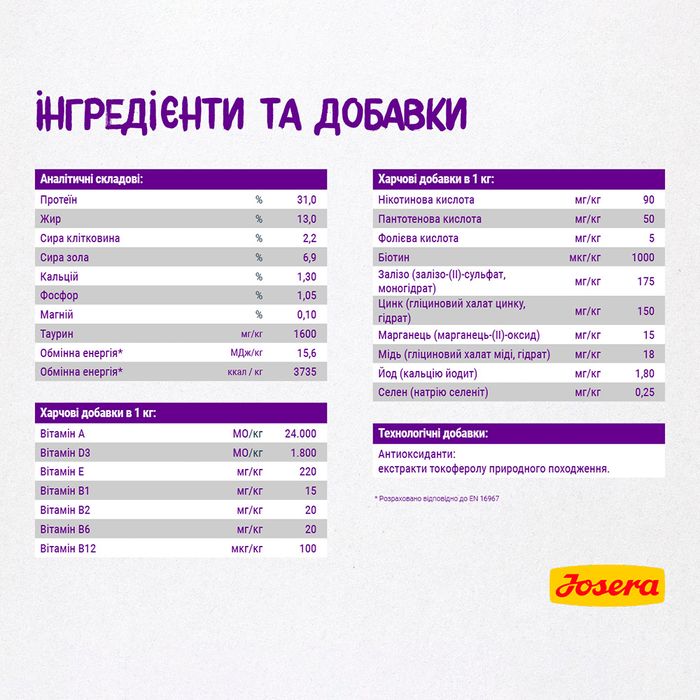 ІНГРЕДІЄНТИ ТА ДОБАВКИ
Аналітичні складові:
Протеїн % 31,0
Жир % 13,0
Сира клітковина % 2,2
Сира зола % 6,9
Кальцій % 1,30
Фосфор % 1,05
Магній % 0,10
Таурин мг/кг 1600
Обмінна енергія* МДж/кг 15,6
Обмінна енергія* ккал / кг 3735
Харчові добавки в 1 кг:
Вітамін A МО/кг 24.000
Вітамін D3 МО/кг 1.800
Вітамін E мг/кг 220
Вітамін B1 мг/кг 15
Вітамін B2 мг/кг 20
Вітамін B6 мг/кг 20
Вітамін B12 мкг/кг 100
Харчові добавки в 1 кг:
Нікотинова кислота мг/кг 90
Пантотенова кислота мг/кг 50
Фолієва кислота мг/кг 5
Біотин мкг/кг 1000
Залізо (залізо-(II)-сульфат,
моногідрат) мг/кг 175
Цинк (гліциновий халат цинку,
гідрат) мг/кг 150
Марганець (марганець-(II)-оксид) мг/кг 15
Мідь (гліциновий халат міді, гідрат) мг/кг 18
Йод (кальцію йодит) мг/кг 1,80
Селен (натрію селеніт) мг/кг 0,25
Технологічні добавки:
Антиоксиданти:
екстракти токоферолу природного походження.
* Розраховано відповідно до EN 16967
Josera